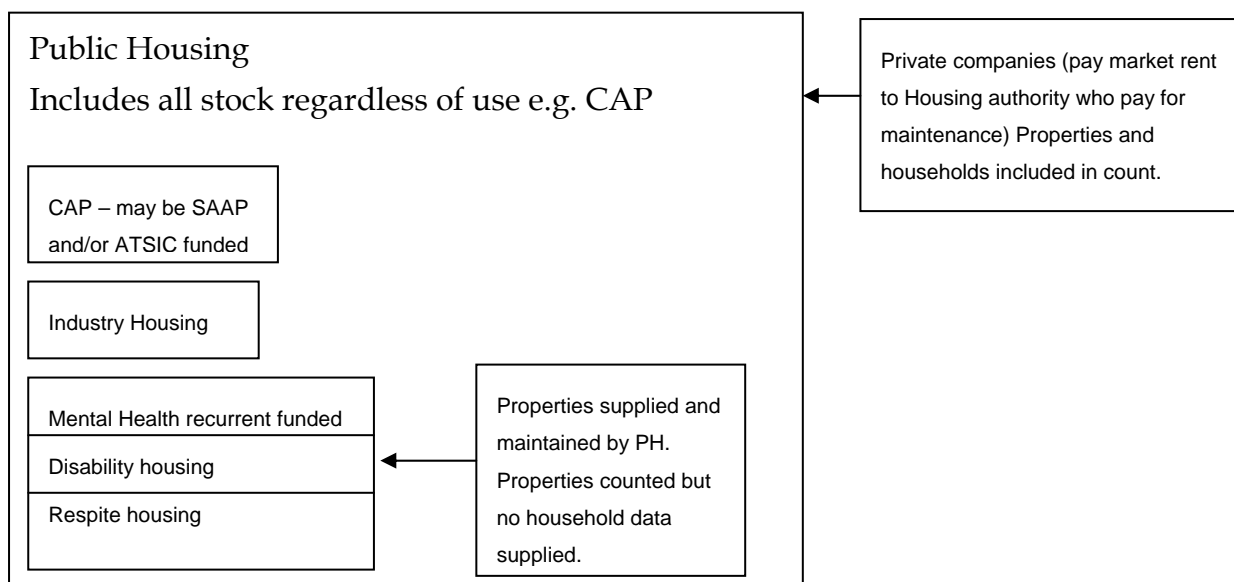 Public Housing
Includes all stock regardless of use e.g. CAP
Private companies (pay market rent
to Housing authority who pay for
maintenance) Properties and
households included in count.
CAP – may be SAAP
and/or ATSIC funded
Industry Housing
Mental Health recurrent funded
Disability housing
Respite housing
Properties supplied and
maintained by PH.
Properties counted but
no household data
supplied.